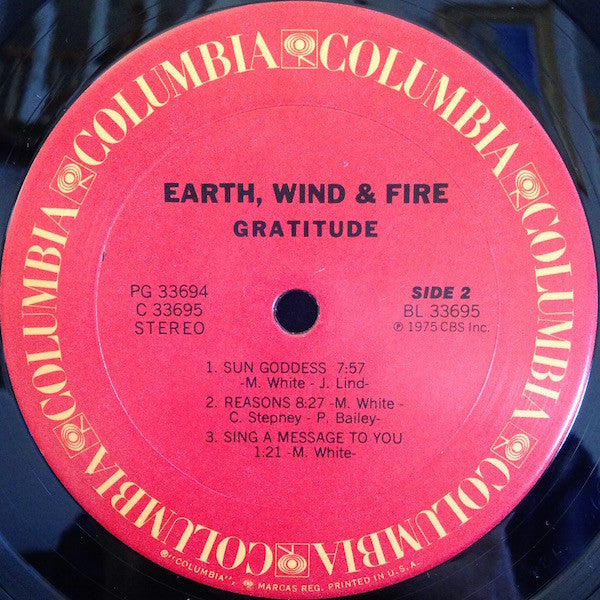 COLUMBIA COLUMBIA COLUMBIA COLUMBIA COLUMBIA COLUMBIA COLUMBIA COLUMBIA
EARTH, WIND & FIRE
GRATITUDE
PG 33694
C 33695
STEREO
SIDE 2
BL 33695
℗ 1975 CBS Inc.
1. SUN GODDESS 7:57
-M. White - J. Lind-
2. REASONS 8:27 -M. White -
C. Stepney - P. Bailey-
3. SING A MESSAGE TO YOU
1:21 -M. White-
®"COLUMBIA", MARCAS REG. PRINTED IN U.S.A.